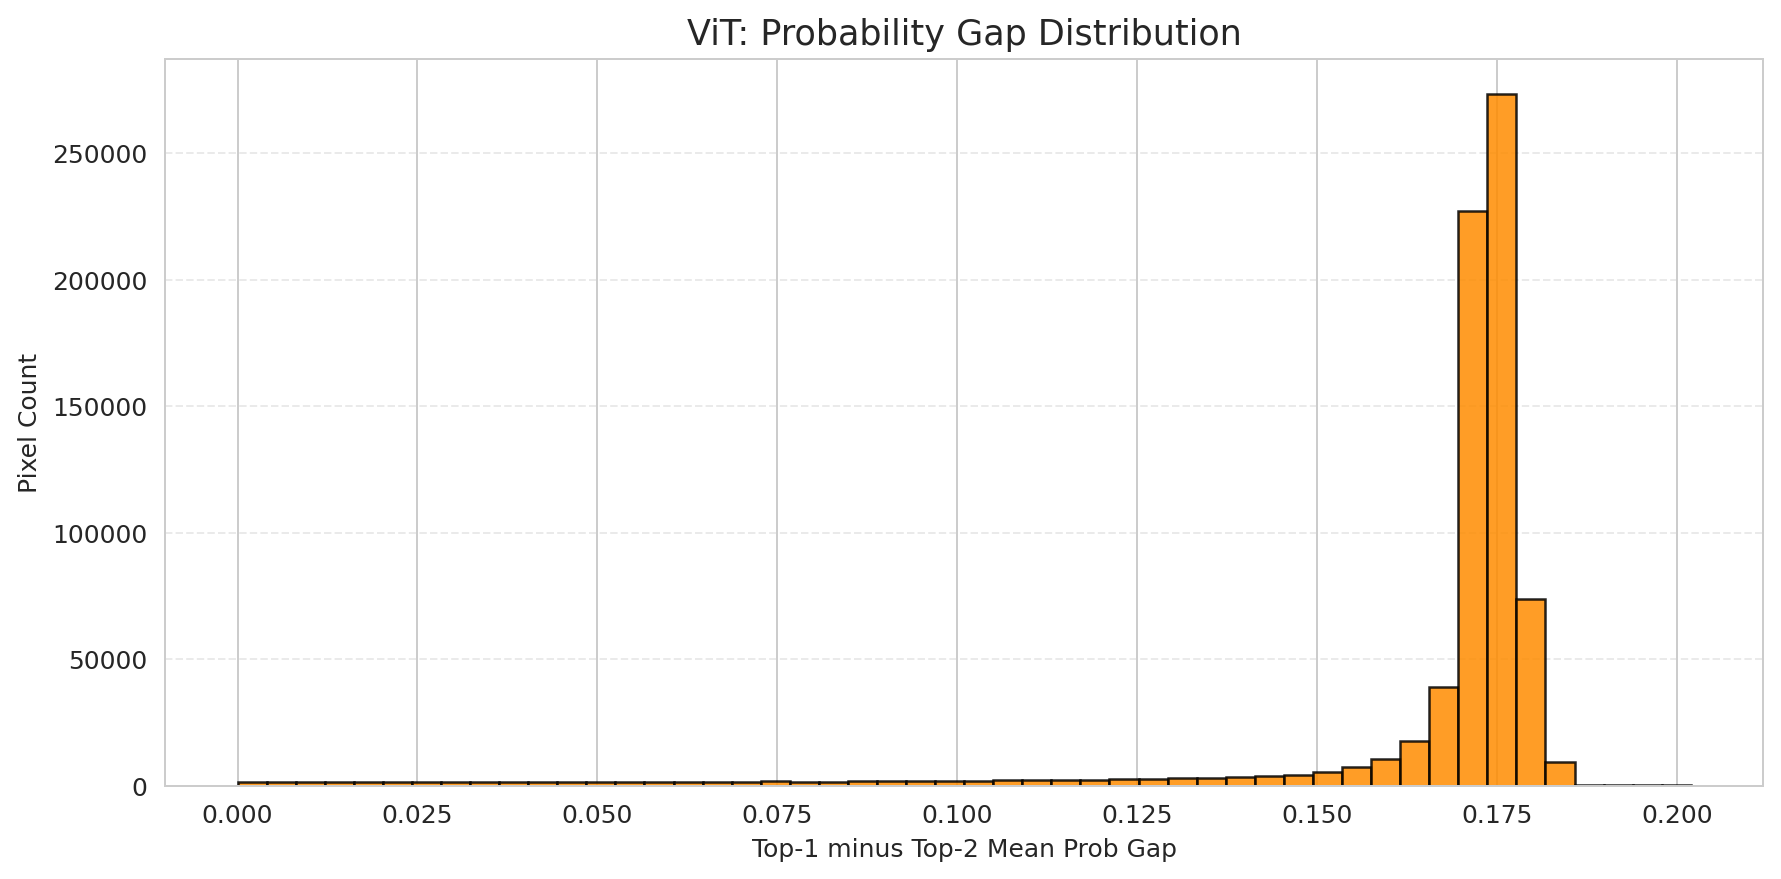 ViT: Probability Gap Distribution
Pixel Count
250000
200000
150000
100000
50000
0
0.000 0.025 0.050 0.075 0.100 0.125 0.150 0.175 0.200
Top-1 minus Top-2 Mean Prob Gap